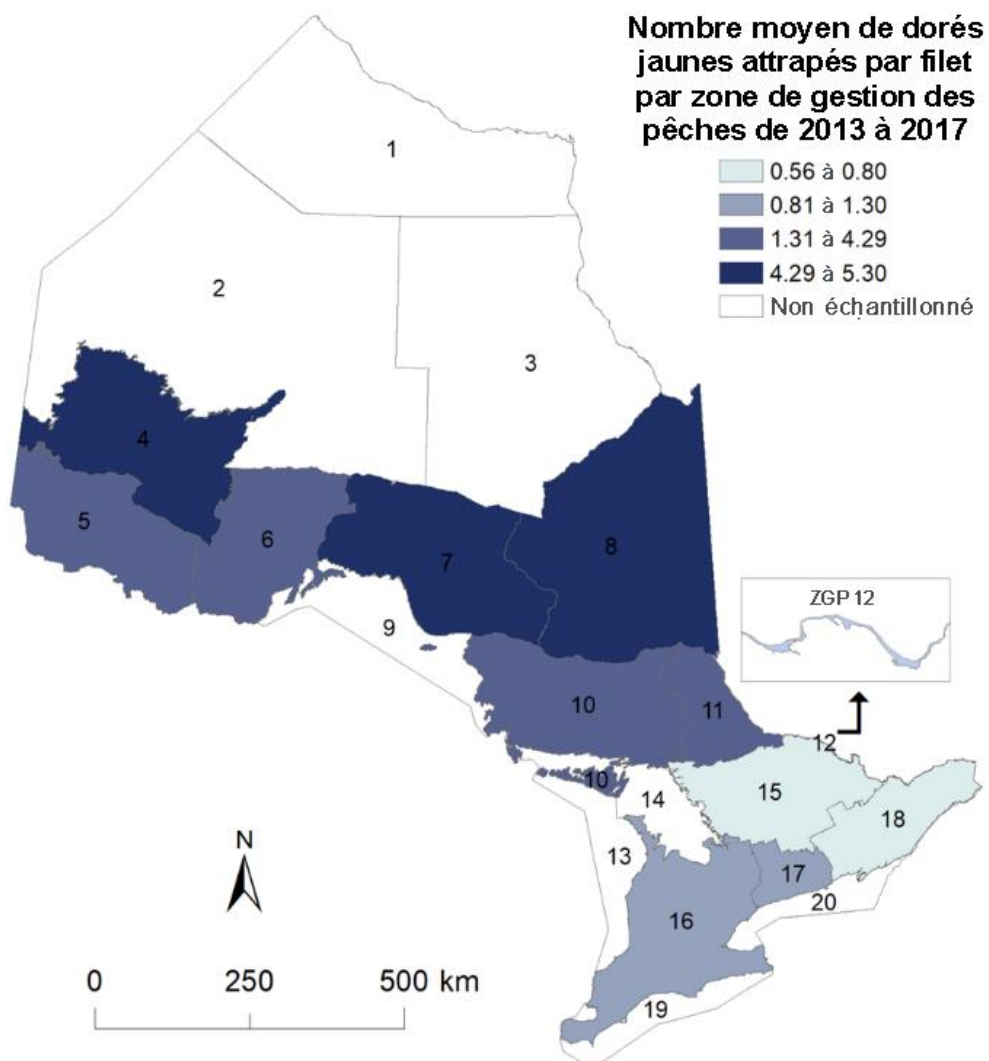 Nombre moyen de dorés
jaunes attrapés par filet
par zone de gestion des
pêches de 2013 à 2017
0.56 à 0.80
0.81 à 1.30
1.31 à 4.29
4.29 à 5.30
Non échantillonné
1
2
3
4
5
6
7
8
9
ZGP 12
10
11
12
10
14
15
18
13
17
20
16
19
N
0 250 500 km